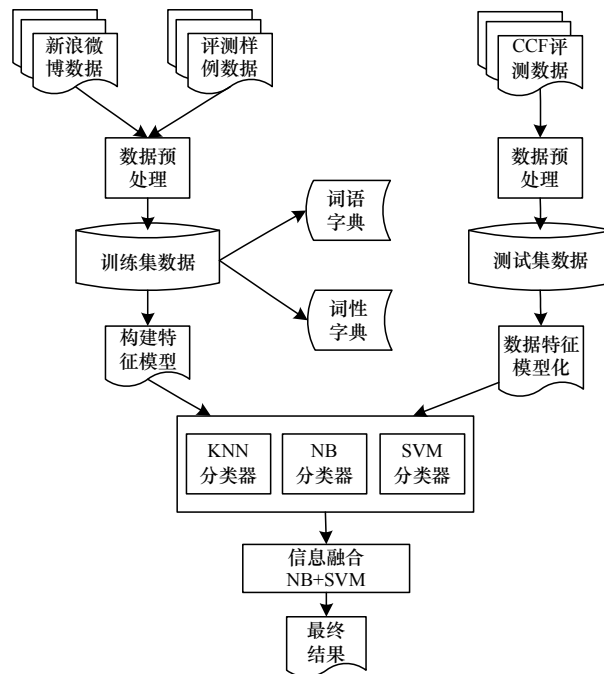 新浪微
博数据
评测样
例数据
CCF评
测数据
数据预
处理
数据预
处理
词语
字典
训练集数据
测试集数据
词性
字典
构建特
征模型
数据特征
模型化
KNN
分类器
NB
分类器
SVM
分类器
信息融合
NB+SVM
最终
结果